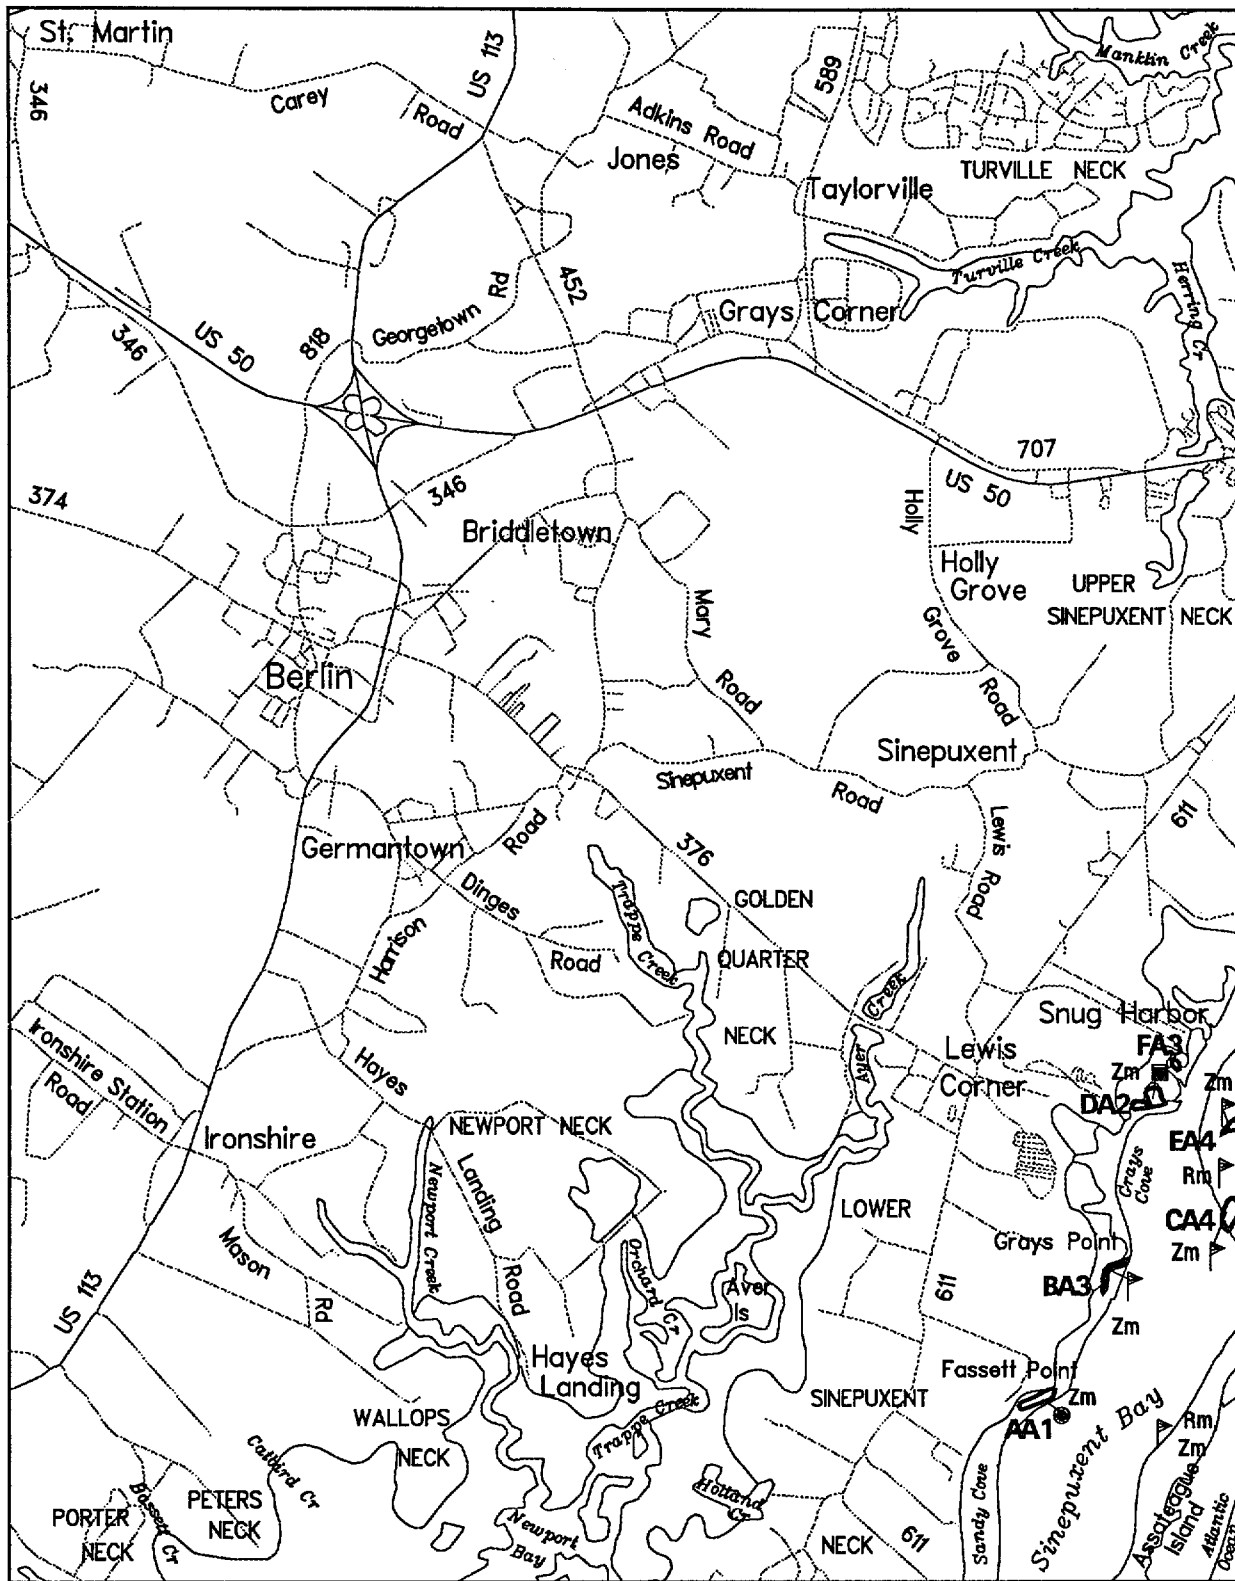 St. Martin
346
Carey
Road
US 113
589
Adkins Road
Jones
Manklin Creek
TURVILLE NECK
Taylorville
Turville Creek
Herring Cr
452
Georgetown
Rd
Grays Corner
346
US 50
818
707
US 50
374
346
Briddletown
Holly
Grove
Road
Holly
Grove
UPPER
SINEPUXENT NECK
Mary
Road
Berlin
Sinepuxent
Sinepuxent
Road
611
Lewis
Road
376
Germantown
Road
Harrison
Dinges
Road
Trappe
Creek
GOLDEN
QUARTER
NECK
Creek
Ayer
Snug Harbor
FA3
Zm
DA2
Zm
EA4
Rm
CA4
Zm
Lewis
Corner
Ironshire Station
Road
Hayes
Landing
Road
Ironshire
NEWPORT NECK
Newport Creek
LOWER
Grays
Cove
Grays Point
BA3
Zm
Mason
Rd
Orchard Cr
Ayer
Is
611
US 113
Hayes
Landing
Fassett Point
Zm
AA1
SINEPUXENT
WALLOPS
NECK
Trappe Creek
Rm
Zm
Catbird Cr
PETERS
NECK
PORTER
NECK
Bassett Cr
Newport
Bay
Holland
Cr
NECK
611
Sandy Cove
Sinepuxent Bay
Assateague
Island
Atlantic
Ocean